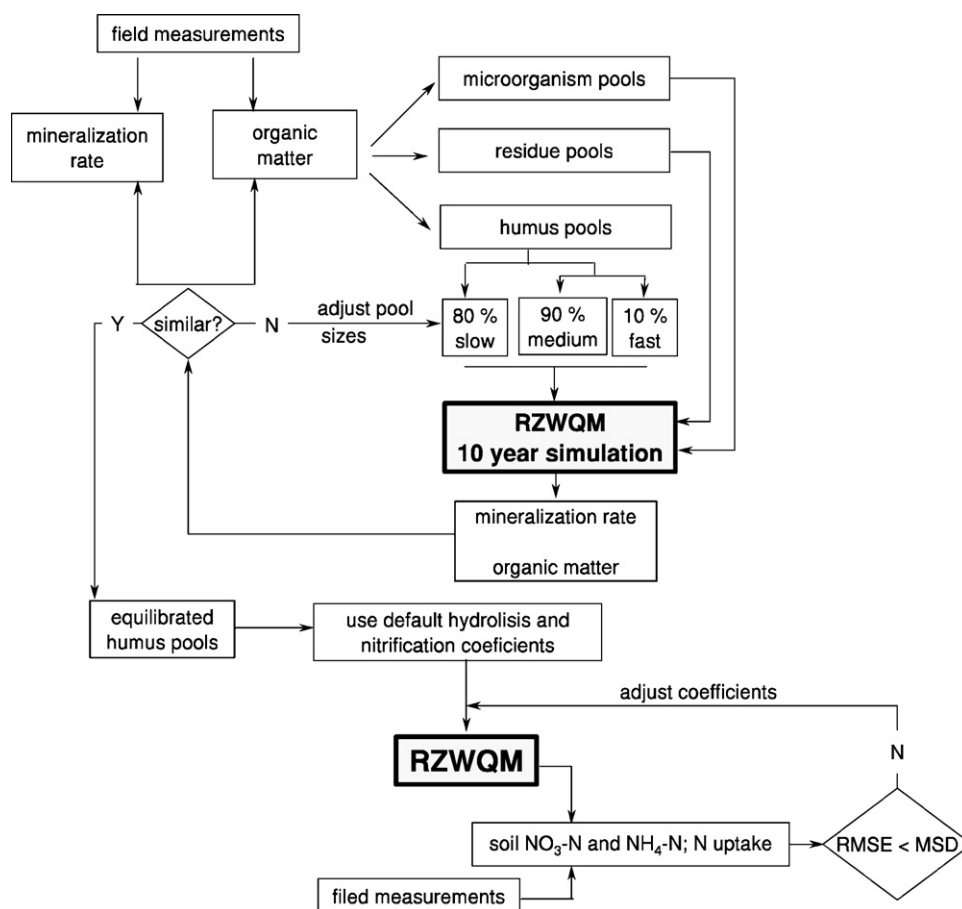 field measurements
mineralization
rate
organic
matter
microorganism pools
residue pools
humus pools
Y
similar?
N
adjust pool
sizes
80 %
slow
90 %
medium
10 %
fast
RZWQM
10 year simulation
mineralization rate
organic matter
equilibrated
humus pools
use default hydrolisis and
nitrification coeficients
adjust coefficients
N
RZWQM
soil NO₃-N and NH₄-N; N uptake
RMSE < MSD
filed measurements